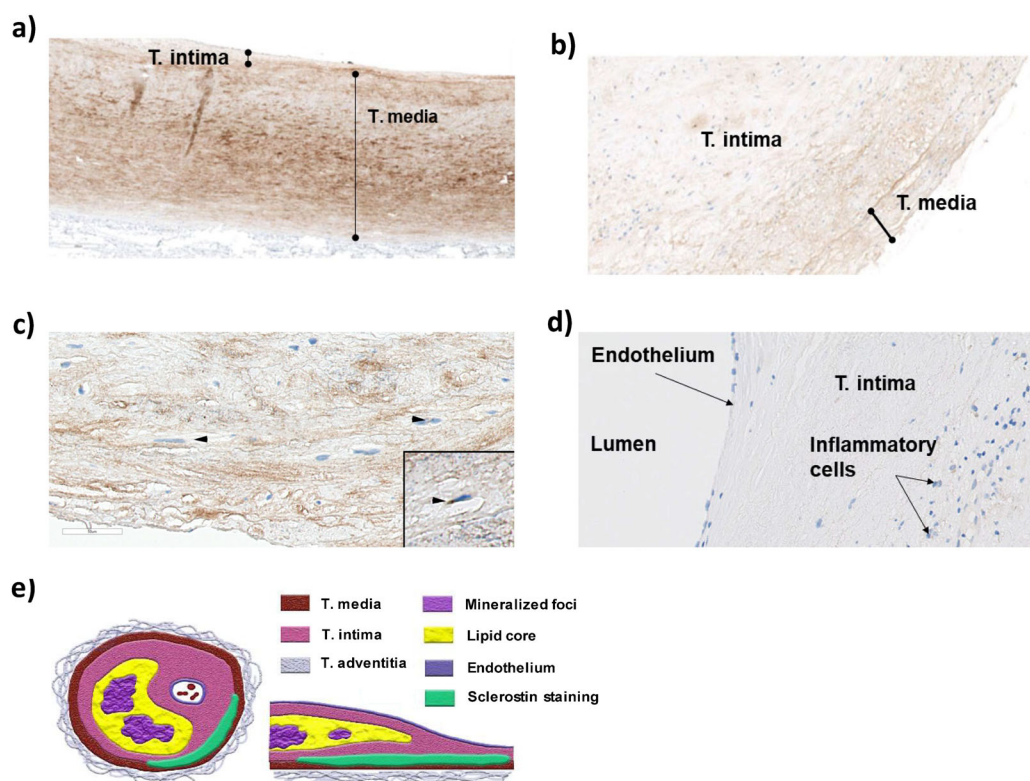 a)
T. intima
T. media
b)
T. intima
T. media
c)
d)
Endothelium
T. intima
Lumen
Inflammatory
cells
e)
T. media
Mineralized foci
T. intima
Lipid core
T. adventitia
Endothelium
Sclerostin staining